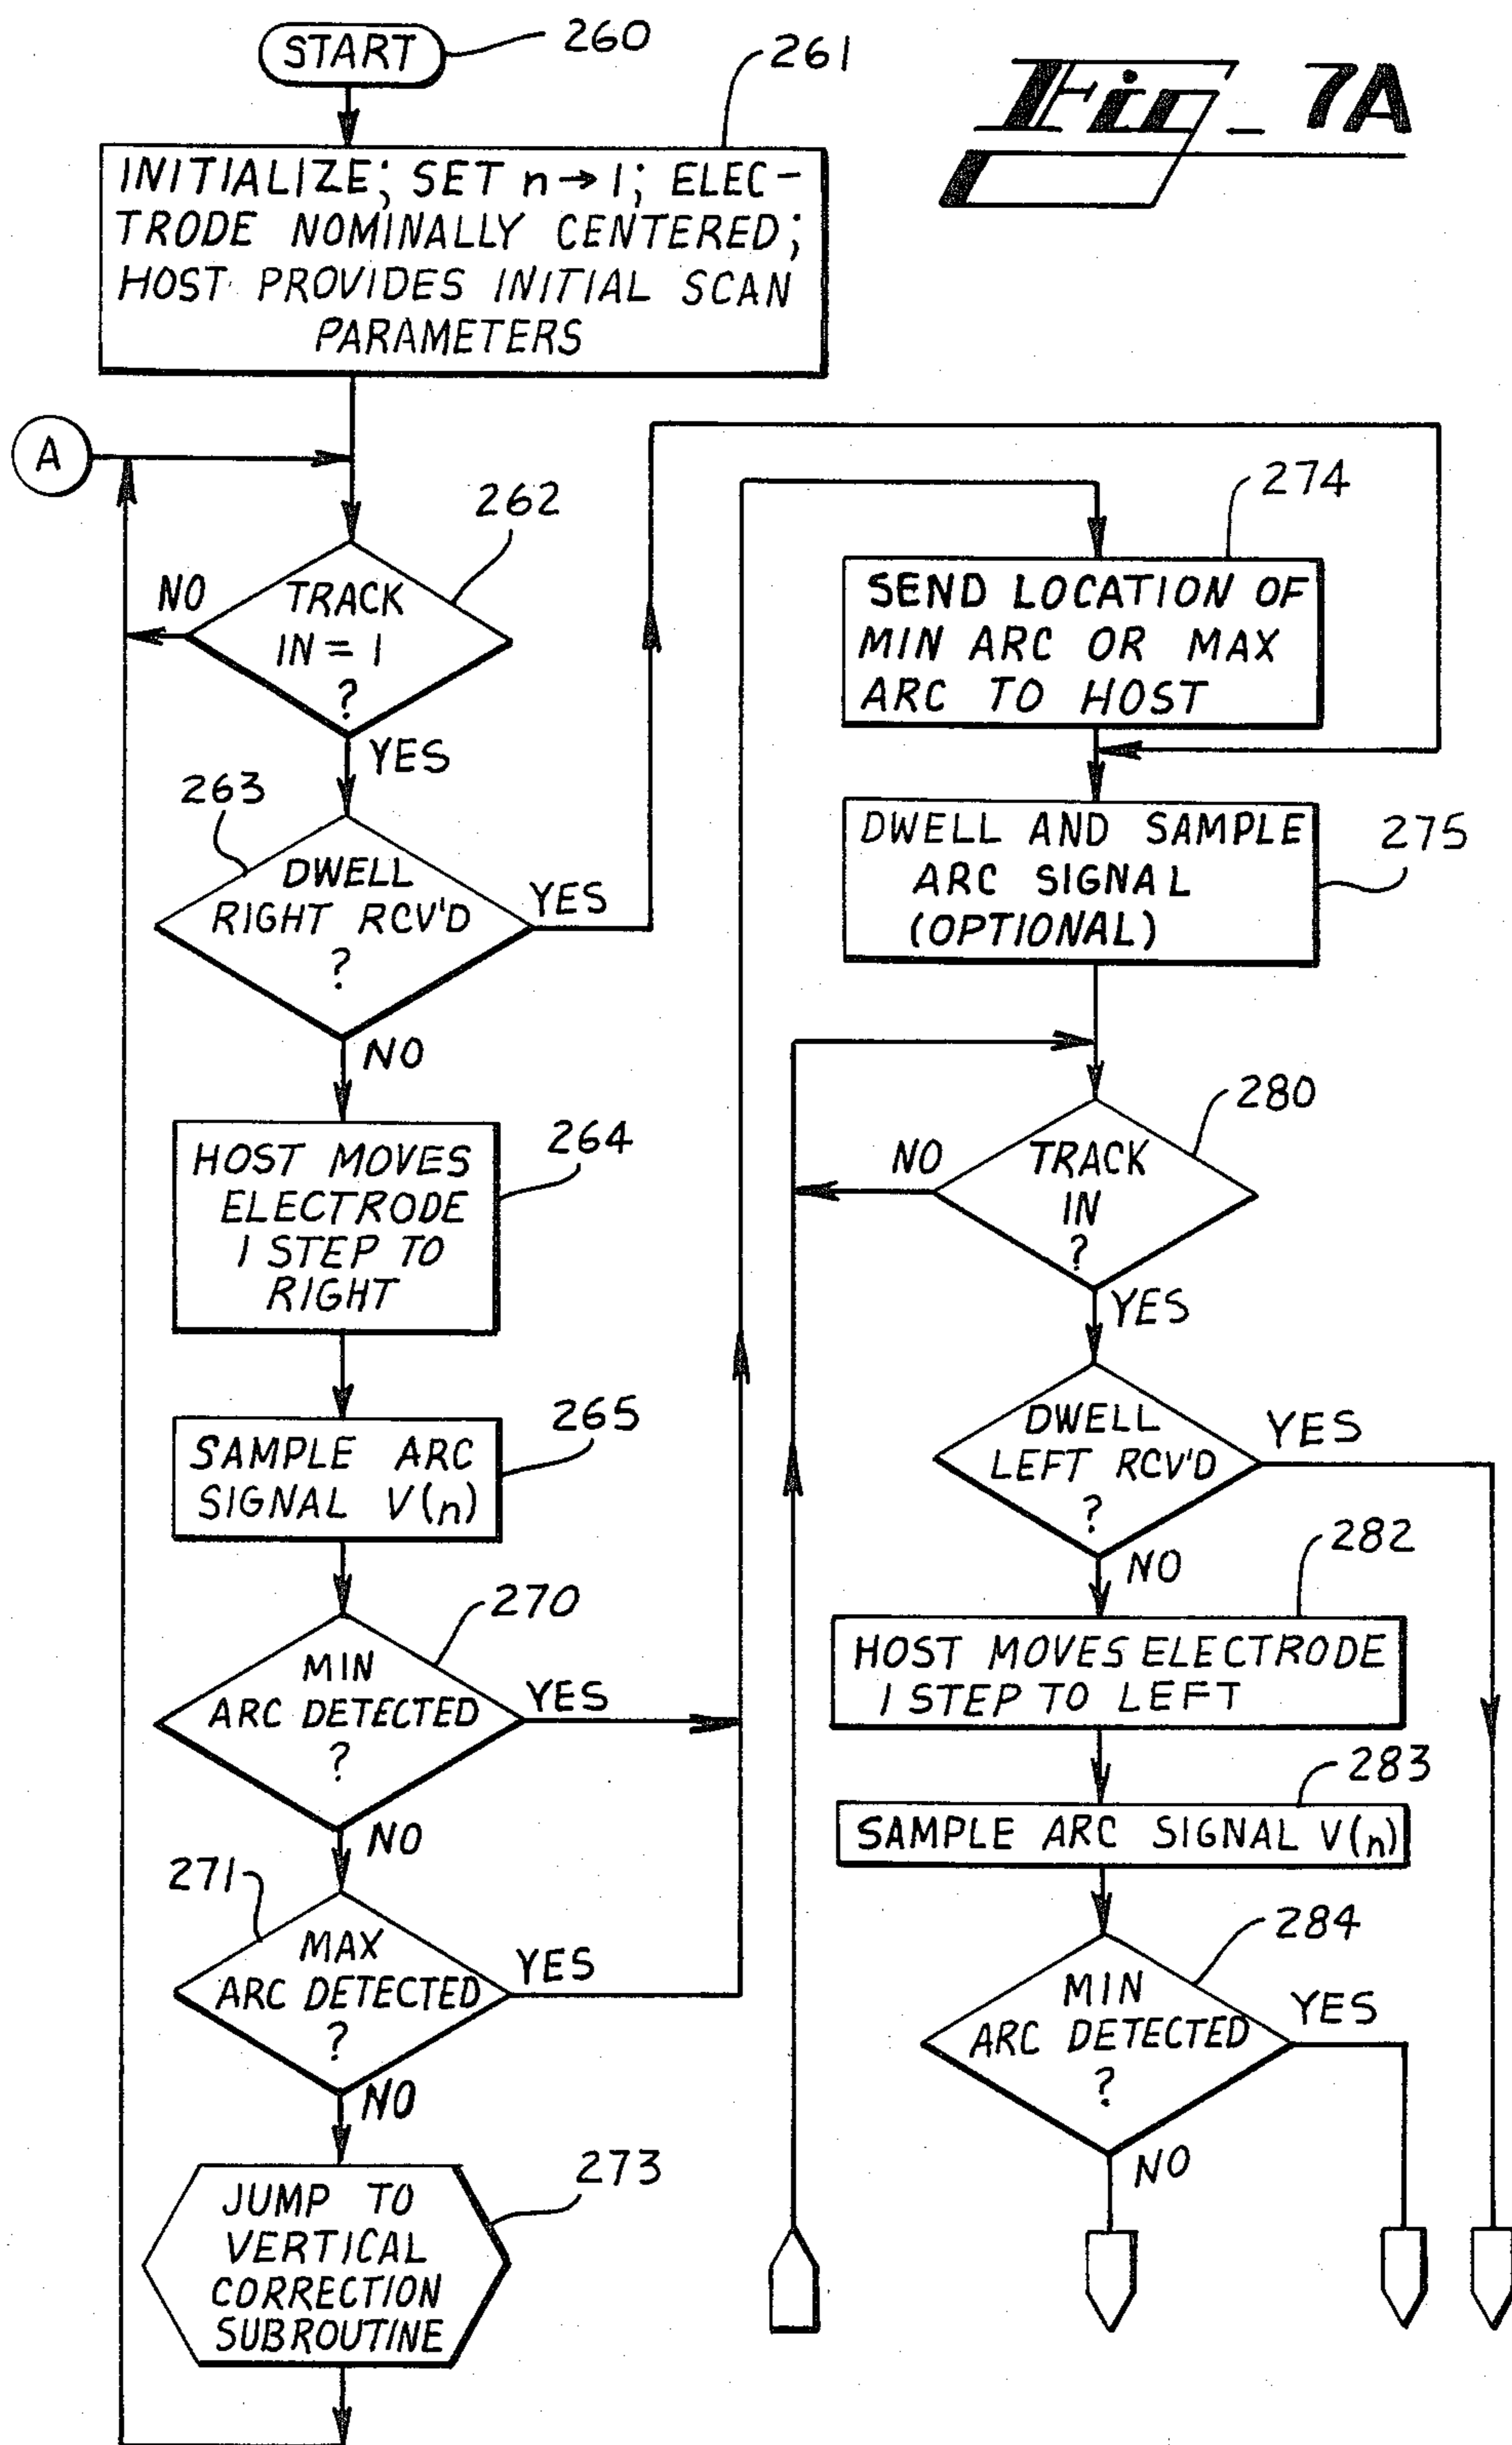 START
260
261
Fig_ 7A
INITIALIZE; SET n→1; ELEC-
TRODE NOMINALLY CENTERED;
HOST PROVIDES INITIAL SCAN
PARAMETERS
A
262
NO
TRACK
IN = 1
?
YES
263
DWELL
RIGHT RCV'D
?
YES
NO
HOST MOVES
ELECTRODE
1 STEP TO
RIGHT
264
SAMPLE ARC
SIGNAL V(n)
265
270
MIN
ARC DETECTED
?
YES
NO
271
MAX
ARC DETECTED
?
YES
NO
JUMP TO
VERTICAL
CORRECTION
SUBROUTINE
273
274
SEND LOCATION OF
MIN ARC OR MAX
ARC TO HOST
DWELL AND SAMPLE
ARC SIGNAL
(OPTIONAL)
275
280
NO
TRACK
IN
?
YES
DWELL
LEFT RCV'D
?
YES
NO
282
HOST MOVES ELECTRODE
1 STEP TO LEFT
283
SAMPLE ARC SIGNAL V(n)
284
MIN
ARC DETECTED
?
YES
NO